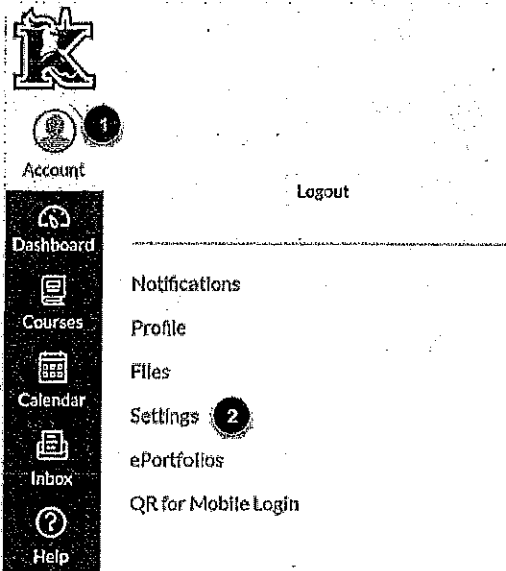 K
1
Account
Logout
Dashboard
Notifications
Courses
Profile
Files
Calendar
Settings 2
Inbox
ePortfolios
QR for Mobile Login
Help